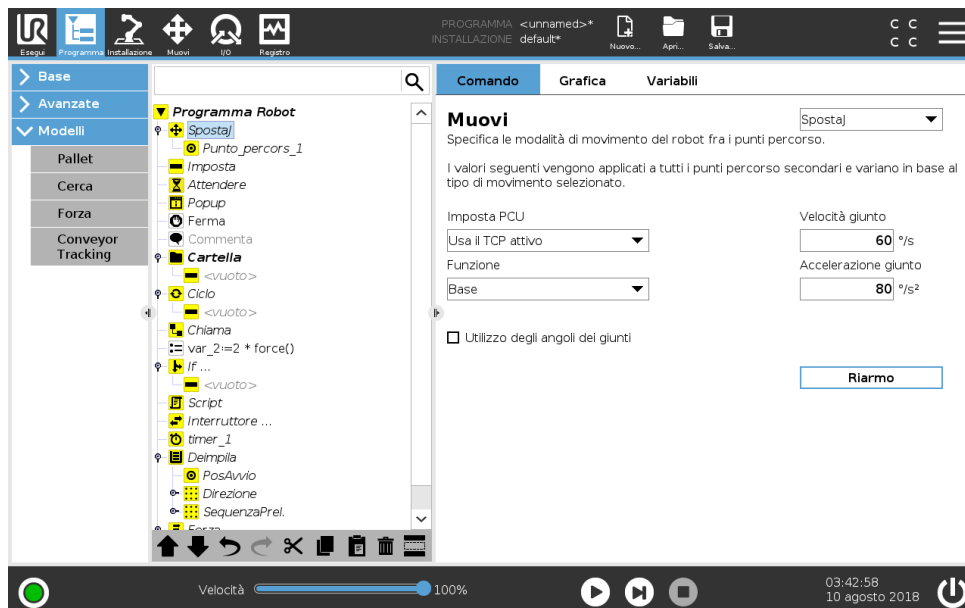 PROGRAMMA <unnamed>*
INSTALLAZIONE default*
Esegui
Programma
Installazione
Muovi
I/O
Registro
Nuovo...
Apri...
Salva...
C C
C C
Base
Avanzate
Modelli
Pallet
Cerca
Forza
Conveyor
Tracking
Programma Robot
SpostaJ
Punto_percors_1
Imposta
Attendere
Popup
Ferma
Commenta
Cartella
<vuoto>
Ciclo
<vuoto>
Chiama
var_2:=2 * force()
If ...
<vuoto>
Script
Interruttore ...
timer_1
Deimpila
PosAvvio
Direzione
SequenzaPrel.
Forza
Comando
Grafica
Variabili
Muovi
SpostaJ
Specifica le modalità di movimento del robot fra i punti percorso.
I valori seguenti vengono applicati a tutti i punti percorso secondari e variano in base al
tipo di movimento selezionato.
Imposta PCU
Velocità giunto
Usa il TCP attivo
60 °/s
Funzione
Accelerazione giunto
Base
80 °/s²
Utilizzo degli angoli dei giunti
Riarmo
Velocità
100%
03:42:58
10 agosto 2018